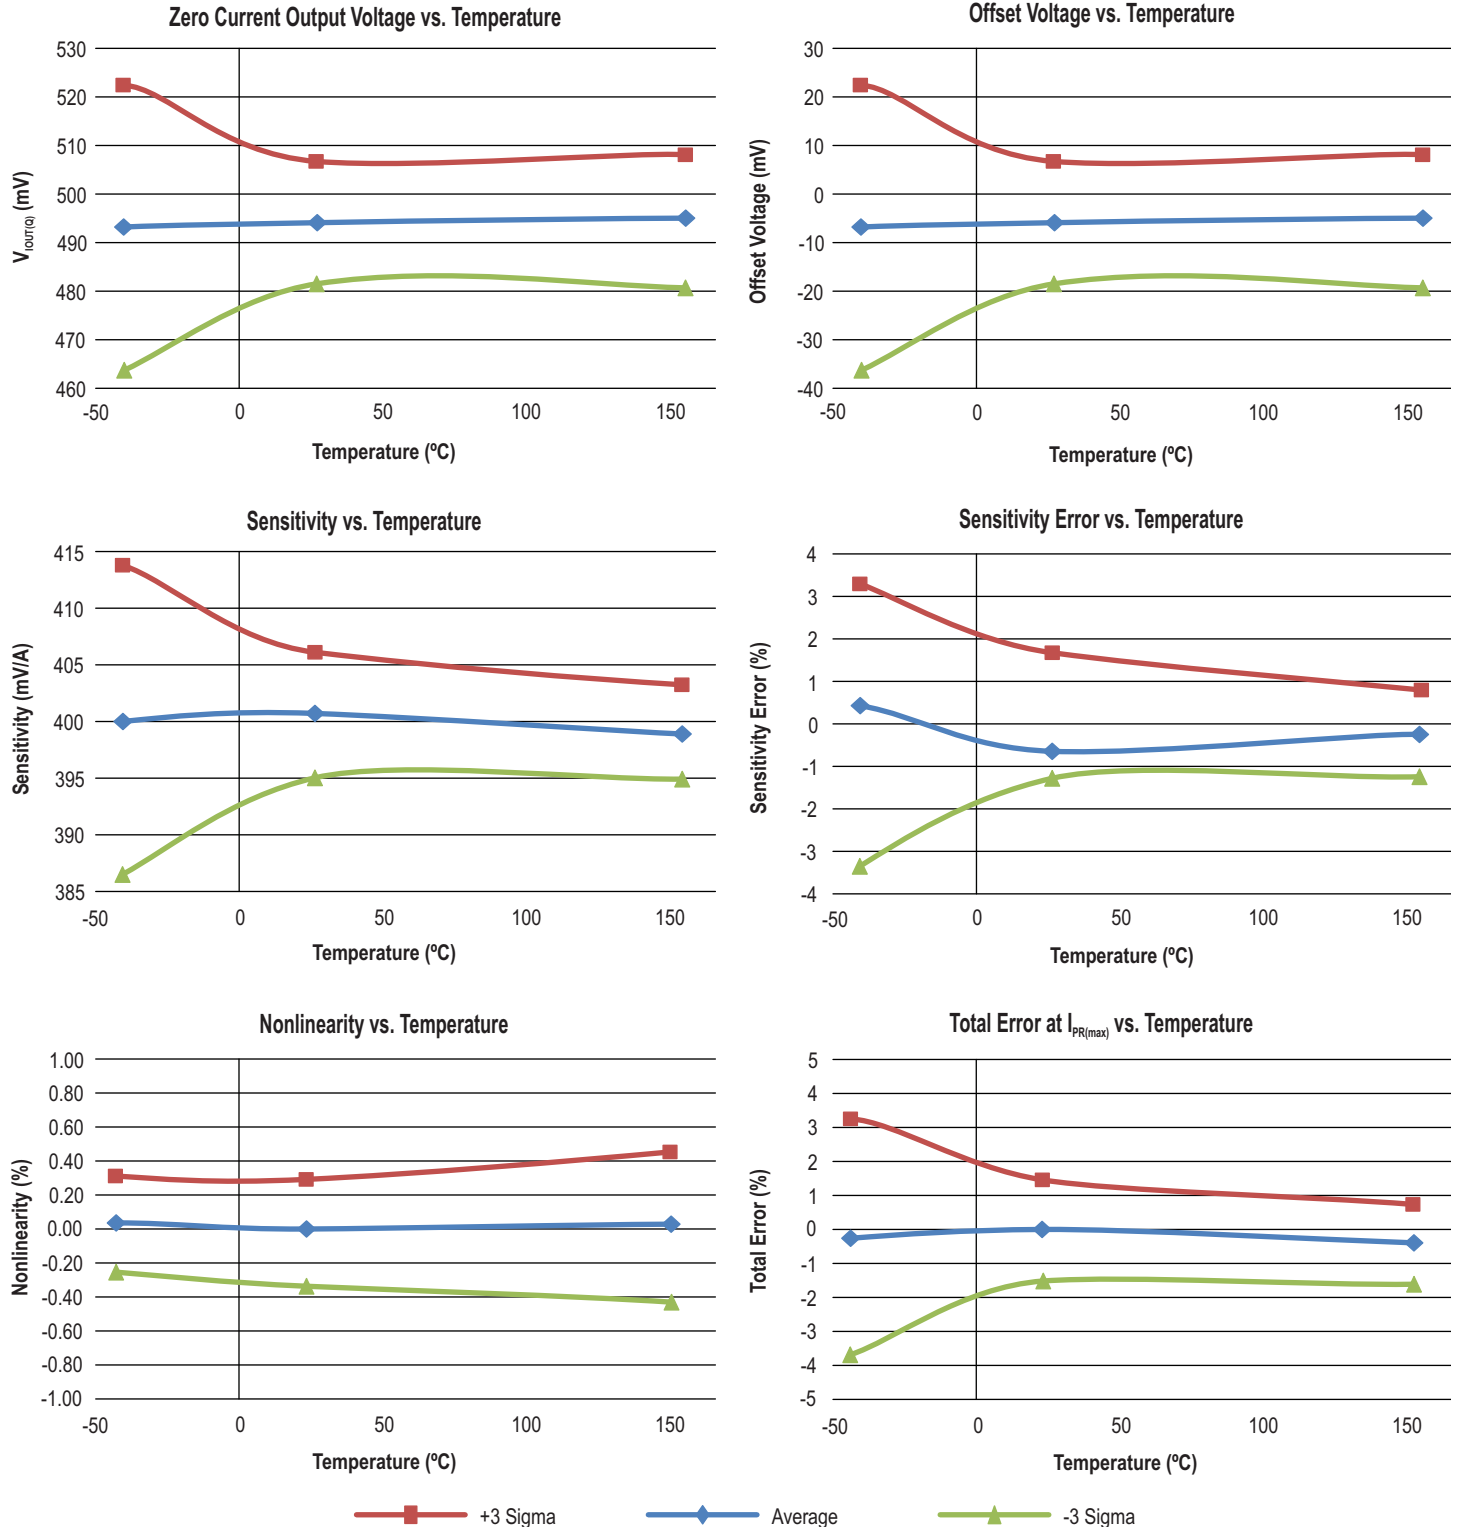 Zero Current Output Voltage vs. Temperature
530
520
510
500
490
480
470
460
V IOUT(Q) (mV)
-50 0 50 100 150
Temperature (ºC)
Offset Voltage vs. Temperature
30
20
10
0
-10
-20
-30
-40
Offset Voltage (mV)
-50 0 50 100 150
Temperature (ºC)
Sensitivity vs. Temperature
415
410
405
400
395
390
385
Sensitivity (mV/A)
-50 0 50 100 150
Temperature (ºC)
Sensitivity Error vs. Temperature
4
3
2
1
0
-1
-2
-3
-4
Sensitivity Error (%)
-50 0 50 100 150
Temperature (ºC)
Nonlinearity vs. Temperature
1.00
0.80
0.60
0.40
0.20
0.00
-0.20
-0.40
-0.60
-0.80
-1.00
Nonlinearity (%)
-50 0 50 100 150
Temperature (ºC)
Total Error at IPR(max) vs. Temperature
5
4
3
2
1
0
-1
-2
-3
-4
-5
Total Error (%)
-50 0 50 100 150
Temperature (ºC)
+3 Sigma Average -3 Sigma